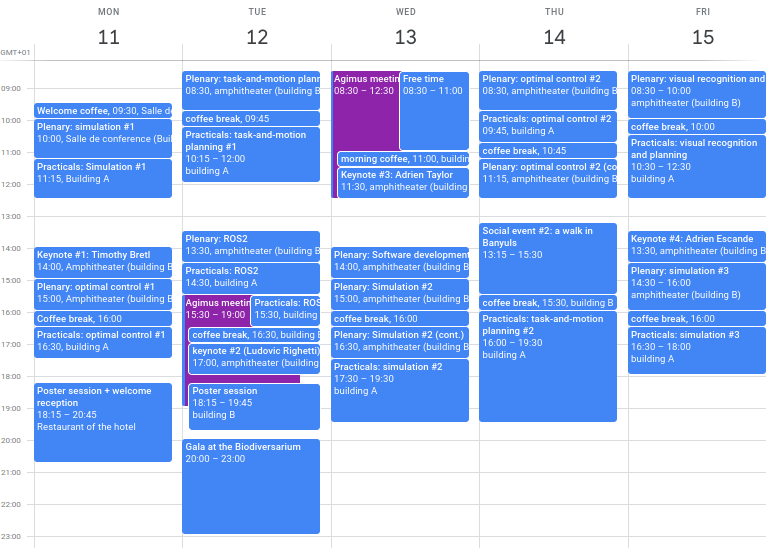 MON
11
TUE
12
WED
13
THU
14
FRI
15
GMT+01
09:00
10:00
11:00
12:00
13:00
14:00
15:00
16:00
17:00
18:00
19:00
20:00
21:00
22:00
23:00
Welcome coffee, 09:30, Salle de
Plenary: simulation #1
10:00, Salle de conference (Buil
Practicals: Simulation #1
11:15, Building A
Keynote #1: Timothy Bretl
14:00, Amphitheater (building B
Plenary: optimal control #1
15:00, Amphitheater (building B
Coffee break, 16:00
Practicals: optimal control #1
16:30, building A
Poster session + welcome
reception
18:15 – 20:45
Restaurant of the hotel
Plenary: task-and-motion plann
08:30, amphitheater (building B
coffee break, 09:45
Practicals: task-and-motion
planning #1
10:15 – 12:00
building A
Plenary: ROS2
13:30, amphitheater (building B
Practicals: ROS2
14:30, building A
Agimus meetin
15:30 – 19:00
Practicals: ROS
15:30, building
coffee break, 16:30, building B
keynote #2 (Ludovic Righetti)
17:00, amphitheater (building
Poster session
18:15 – 19:45
building B
Gala at the Biodiversarium
20:00 – 23:00
Agimus meetin
08:30 – 12:30
Free time
08:30 – 11:00
morning coffee, 11:00, buildin
Keynote #3: Adrien Taylor
11:30, amphitheater (building
Plenary: Software development
14:00, amphitheater (building B
Plenary: Simulation #2
15:00, amphitheater (building B
coffee break, 16:00
Plenary: Simulation #2 (cont.)
16:30, amphitheater (building B
Practicals: simulation #2
17:30 – 19:30
building A
Plenary: optimal control #2
08:30, amphitheater (building B
Practicals: optimal control #2
09:45, building A
coffee break, 10:45
Plenary: optimal control #2 (co
11:15, amphitheater (building B
Social event #2: a walk in
Banyuls
13:15 – 15:30
coffee break, 15:30, building B
Practicals: task-and-motion
planning #2
16:00 – 19:30
building A
Plenary: visual recognition and
08:30 – 10:00
amphitheater (building B)
coffee break, 10:00
Practicals: visual recognition
and planning
10:30 – 12:30
building A
Keynote #4: Adrien Escande
13:30, amphitheater (building B
Plenary: simulation #3
14:30 – 16:00
amphitheater (building B)
coffee break, 16:00
Practicals: simulation #3
16:30 – 18:00
building A